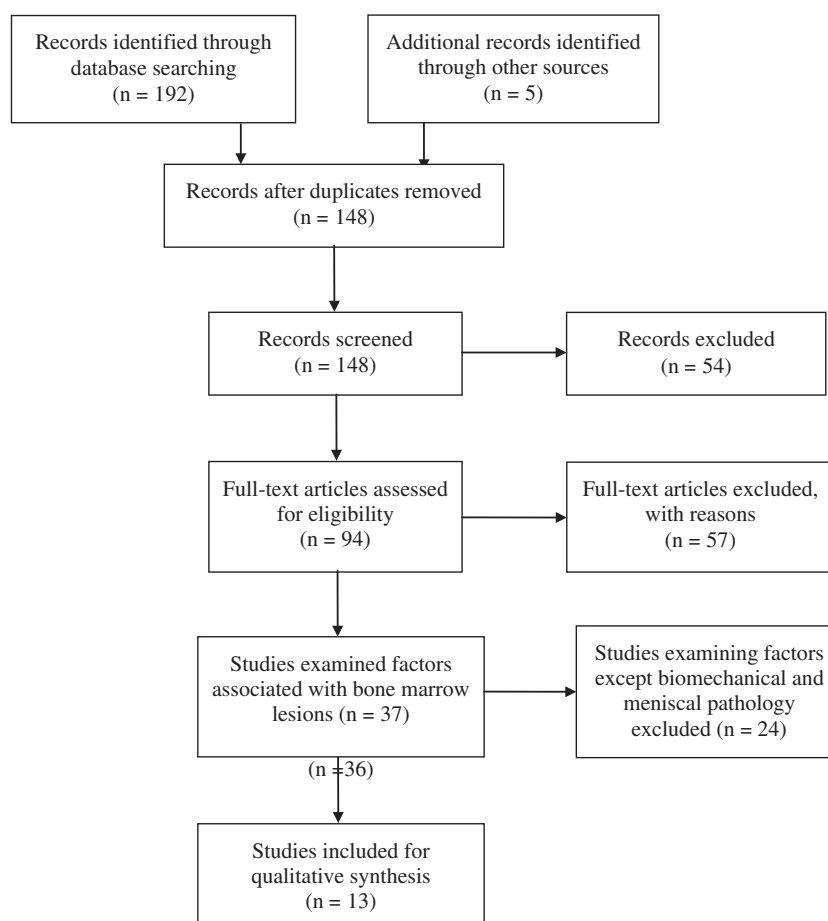 Records identified through
database searching
(n = 192)
Additional records identified
through other sources
(n = 5)
Records after duplicates removed
(n = 148)
Records screened
(n = 148)
Records excluded
(n = 54)
Full-text articles assessed
for eligibility
(n = 94)
Full-text articles excluded,
with reasons
(n = 57)
Studies examined factors
associated with bone marrow
lesions (n = 37)
Studies examining factors
except biomechanical and
meniscal pathology
excluded (n = 24)
(n =36)
Studies included for
qualitative synthesis
(n = 13)